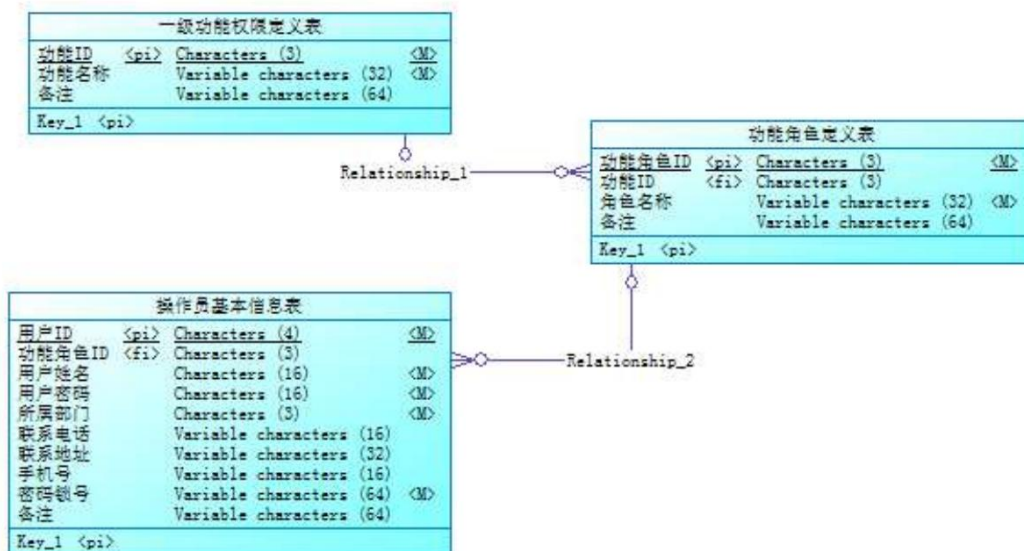 一级功能权限定义表
功能ID <pi> Characters (3) <M>
功能名称 Variable characters (32) <M>
备注 Variable characters (64)
Key_1 <pi>
Relationship_1
功能角色定义表
功能角色ID <pi> Characters (3) <M>
功能ID <fi> Characters (3)
角色名称 Variable characters (32) <M>
备注 Variable characters (64)
Key_1 <pi>
操作员基本信息表
用户ID <pi> Characters (4) <M>
功能角色ID <fi> Characters (3)
用户姓名 Characters (16) <M>
用户密码 Characters (16) <M>
所属部门 Characters (3) <M>
联系电话 Variable characters (16)
联系地址 Variable characters (32)
手机号 Variable characters (16)
密码锁号 Variable characters (64) <M>
备注 Variable characters (64)
Key_1 <pi>
Relationship_2